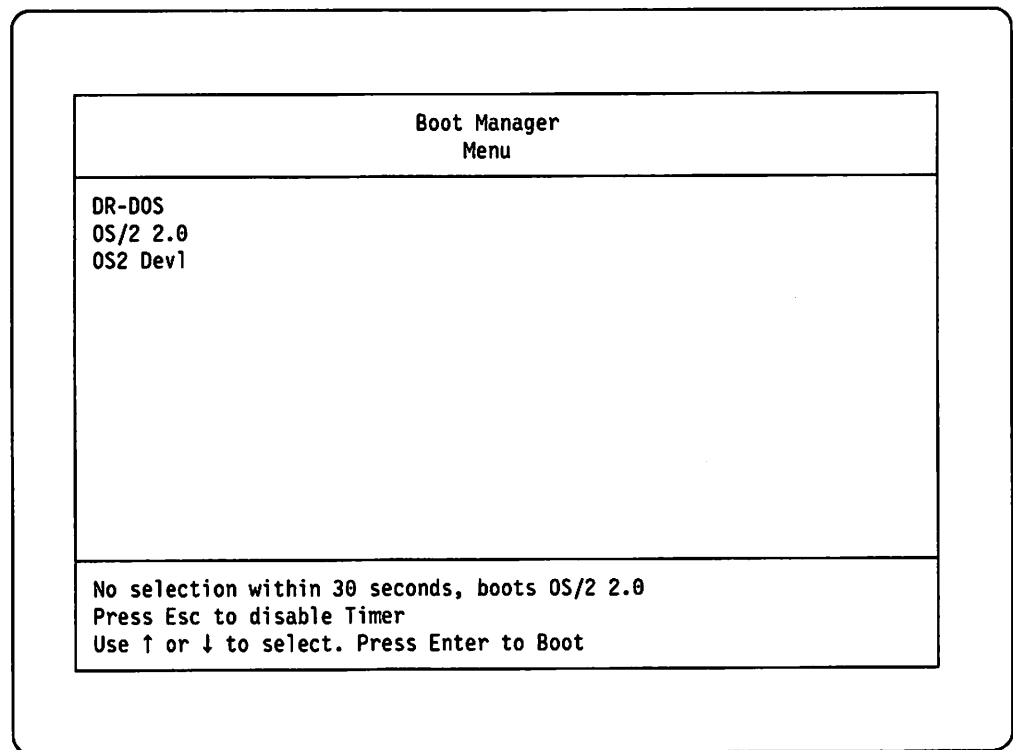 Boot Manager
Menu
DR-DOS
OS/2 2.0
OS2 Devl
No selection within 30 seconds, boots OS/2 2.0
Press Esc to disable Timer
Use ↑ or ↓ to select. Press Enter to Boot